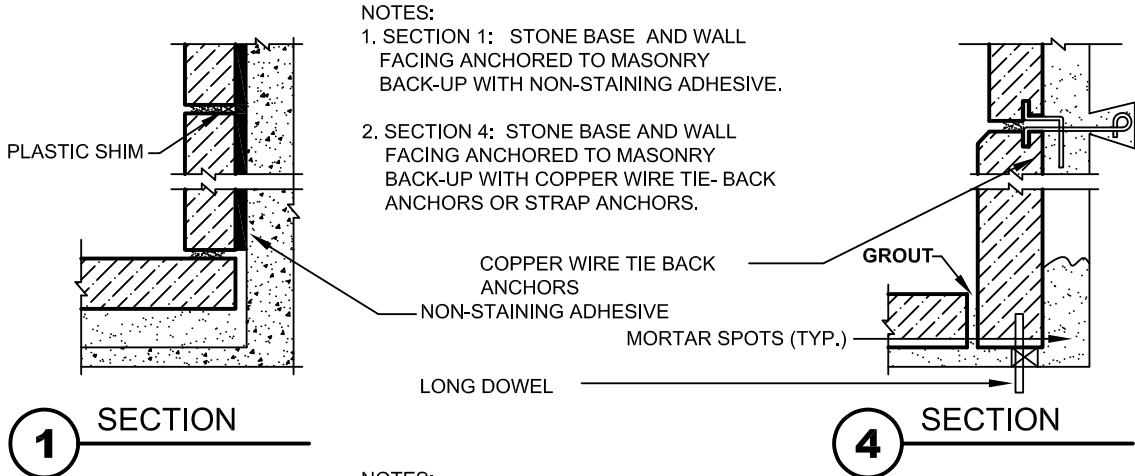 NOTES:
1. SECTION 1: STONE BASE AND WALL
FACING ANCHORED TO MASONRY
BACK-UP WITH NON-STAINING ADHESIVE.
2. SECTION 4: STONE BASE AND WALL
FACING ANCHORED TO MASONRY
BACK-UP WITH COPPER WIRE TIE- BACK
ANCHORS OR STRAP ANCHORS.
PLASTIC SHIM
COPPER WIRE TIE BACK
ANCHORS
GROUT
NON-STAINING ADHESIVE
MORTAR SPOTS (TYP.)
LONG DOWEL
1 SECTION
4 SECTION
NOTES: